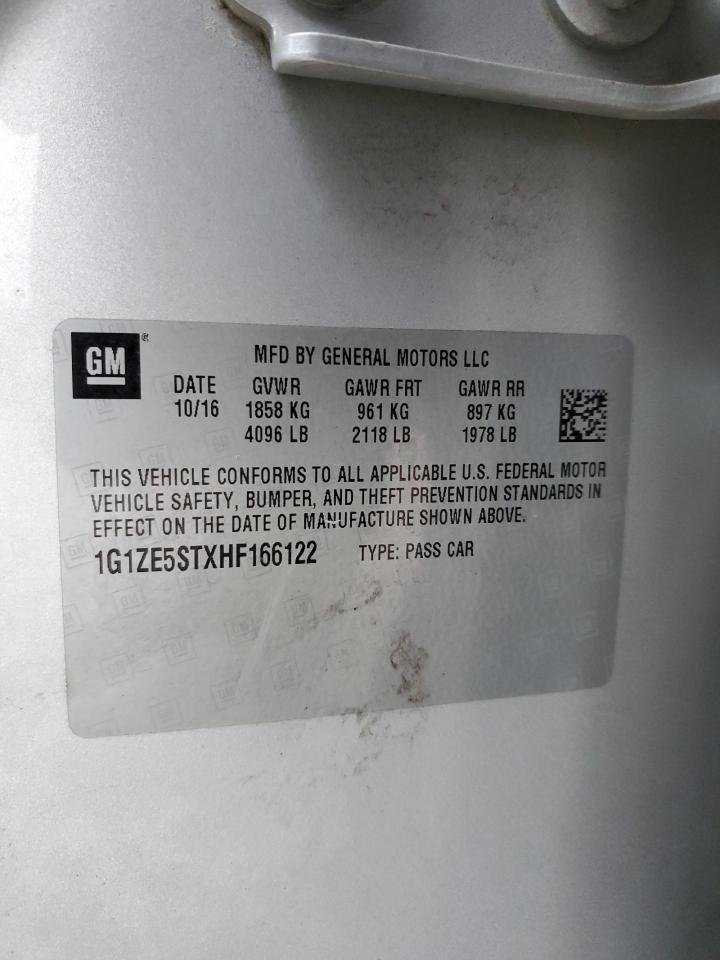 GM ®
MFD BY GENERAL MOTORS LLC
DATE GVWR GAWR FRT GAWR RR
10/16 1858 KG 961 KG 897 KG
4096 LB 2118 LB 1978 LB
THIS VEHICLE CONFORMS TO ALL APPLICABLE U.S. FEDERAL MOTOR
VEHICLE SAFETY, BUMPER, AND THEFT PREVENTION STANDARDS IN
EFFECT ON THE DATE OF MANUFACTURE SHOWN ABOVE.
1G1ZE5STXHF166122 TYPE: PASS CAR